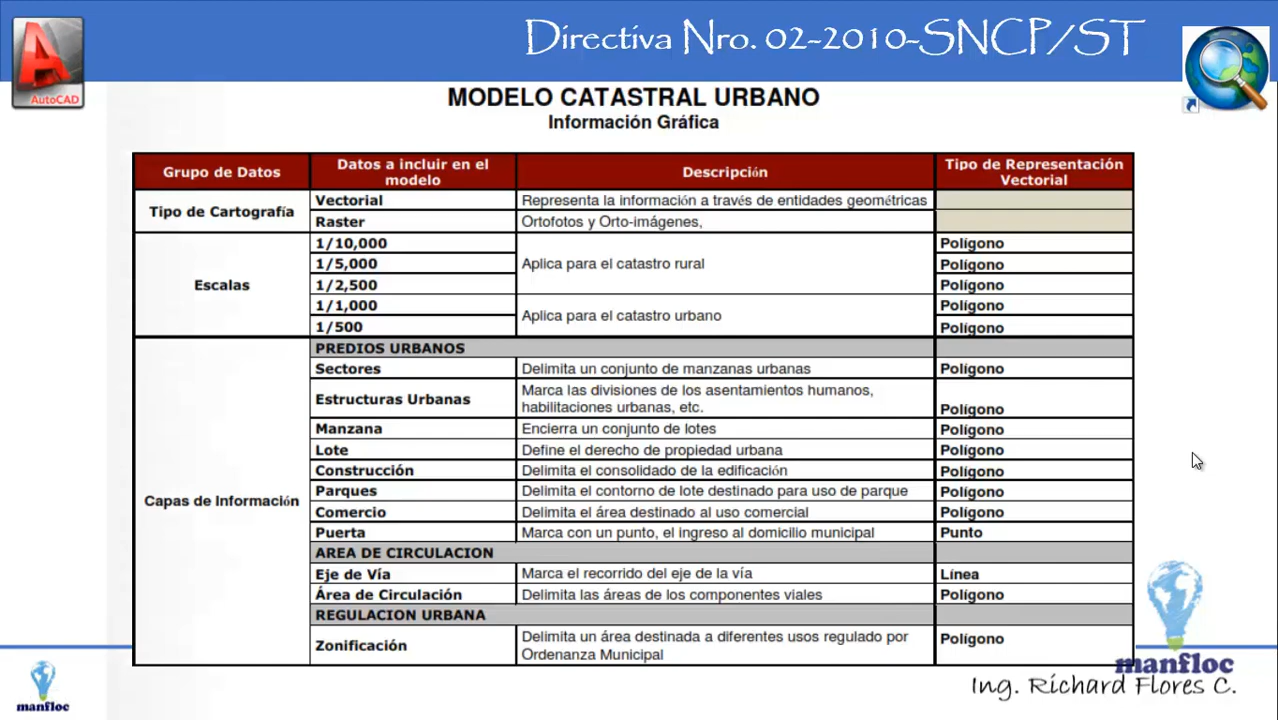 Directiva Nro. 02-2010-SNCP/ST
AutoCAD
MODELO CATASTRAL URBANO
Información Gráfica
Grupo de Datos
Datos a incluir en el
modelo
Descripción
Tipo de Representación
Vectorial
Tipo de Cartografía
Vectorial
Representa la información a través de entidades geométricas
Raster
Ortofotos y Orto-imágenes,
Escalas
1/10,000
Polígono
1/5,000
Aplica para el catastro rural
Polígono
1/2,500
Polígono
1/1,000
Polígono
Aplica para el catastro urbano
1/500
Polígono
Capas de Información
PREDIOS URBANOS
Sectores
Delimita un conjunto de manzanas urbanas
Polígono
Estructuras Urbanas
Marca las divisiones de los asentamientos humanos,
habilitaciones urbanas, etc.
Polígono
Manzana
Encierra un conjunto de lotes
Polígono
Lote
Define el derecho de propiedad urbana
Polígono
Construcción
Delimita el consolidado de la edificación
Polígono
Parques
Delimita el contorno de lote destinado para uso de parque
Polígono
Comercio
Delimita el área destinado al uso comercial
Polígono
Puerta
Marca con un punto, el ingreso al domicilio municipal
Punto
AREA DE CIRCULACION
Eje de Vía
Marca el recorrido del eje de la vía
Línea
Área de Circulación
Delimita las áreas de los componentes viales
Polígono
REGULACION URBANA
Zonificación
Delimita un área destinada a diferentes usos regulado por
Ordenanza Municipal
Polígono
manfloc
Ing. Richard Flores C.
manfloc